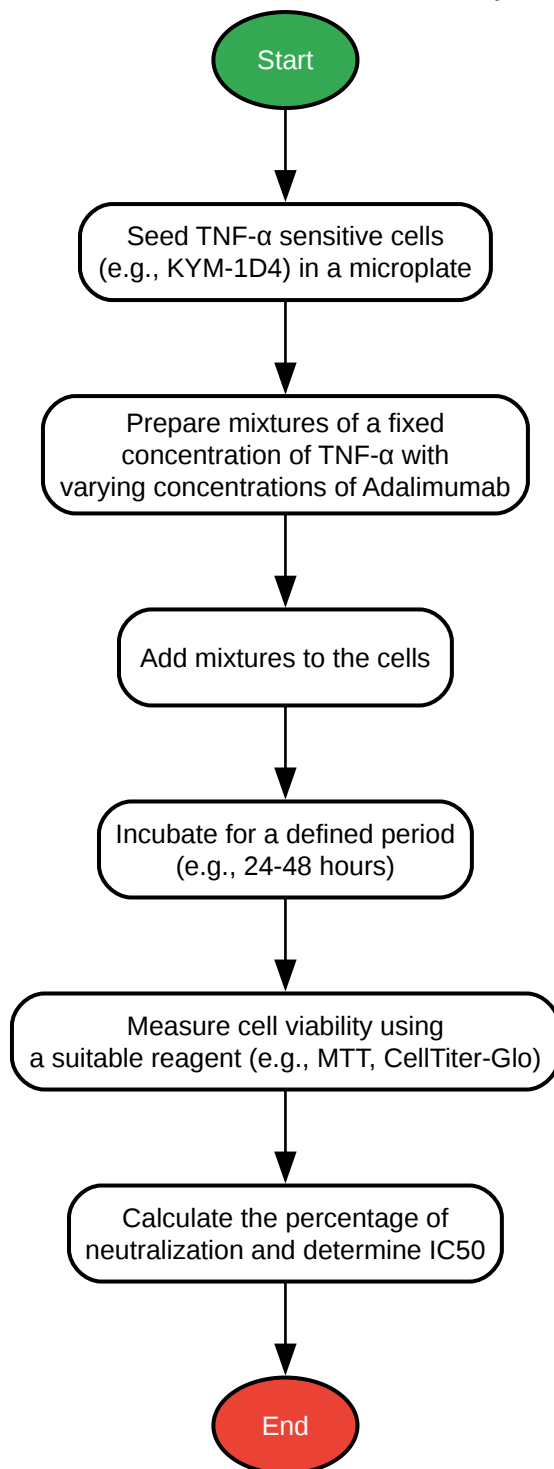 Start
Seed TNF-α sensitive cells
(e.g., KYM-1D4) in a microplate
Prepare mixtures of a fixed
concentration of TNF-α with
varying concentrations of Adalimumab
Add mixtures to the cells
Incubate for a defined period
(e.g., 24-48 hours)
Measure cell viability using
a suitable reagent (e.g., MTT, CellTiter-Glo)
Calculate the percentage of
neutralization and determine IC50
End